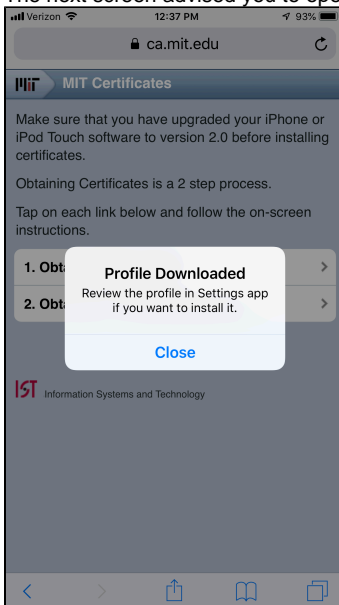 The next screen advised you to ope
Verizon 12:37 PM 93%
ca.mit.edu
MIT Certificates
Make sure that you have upgraded your iPhone or
iPod Touch software to version 2.0 before installing
certificates.
Obtaining Certificates is a 2 step process.
Tap on each link below and follow the on-screen
instructions.
1. Obt
Profile Downloaded
Review the profile in Settings app
if you want to install it.
2. Obt
Close
IST Information Systems and Technology